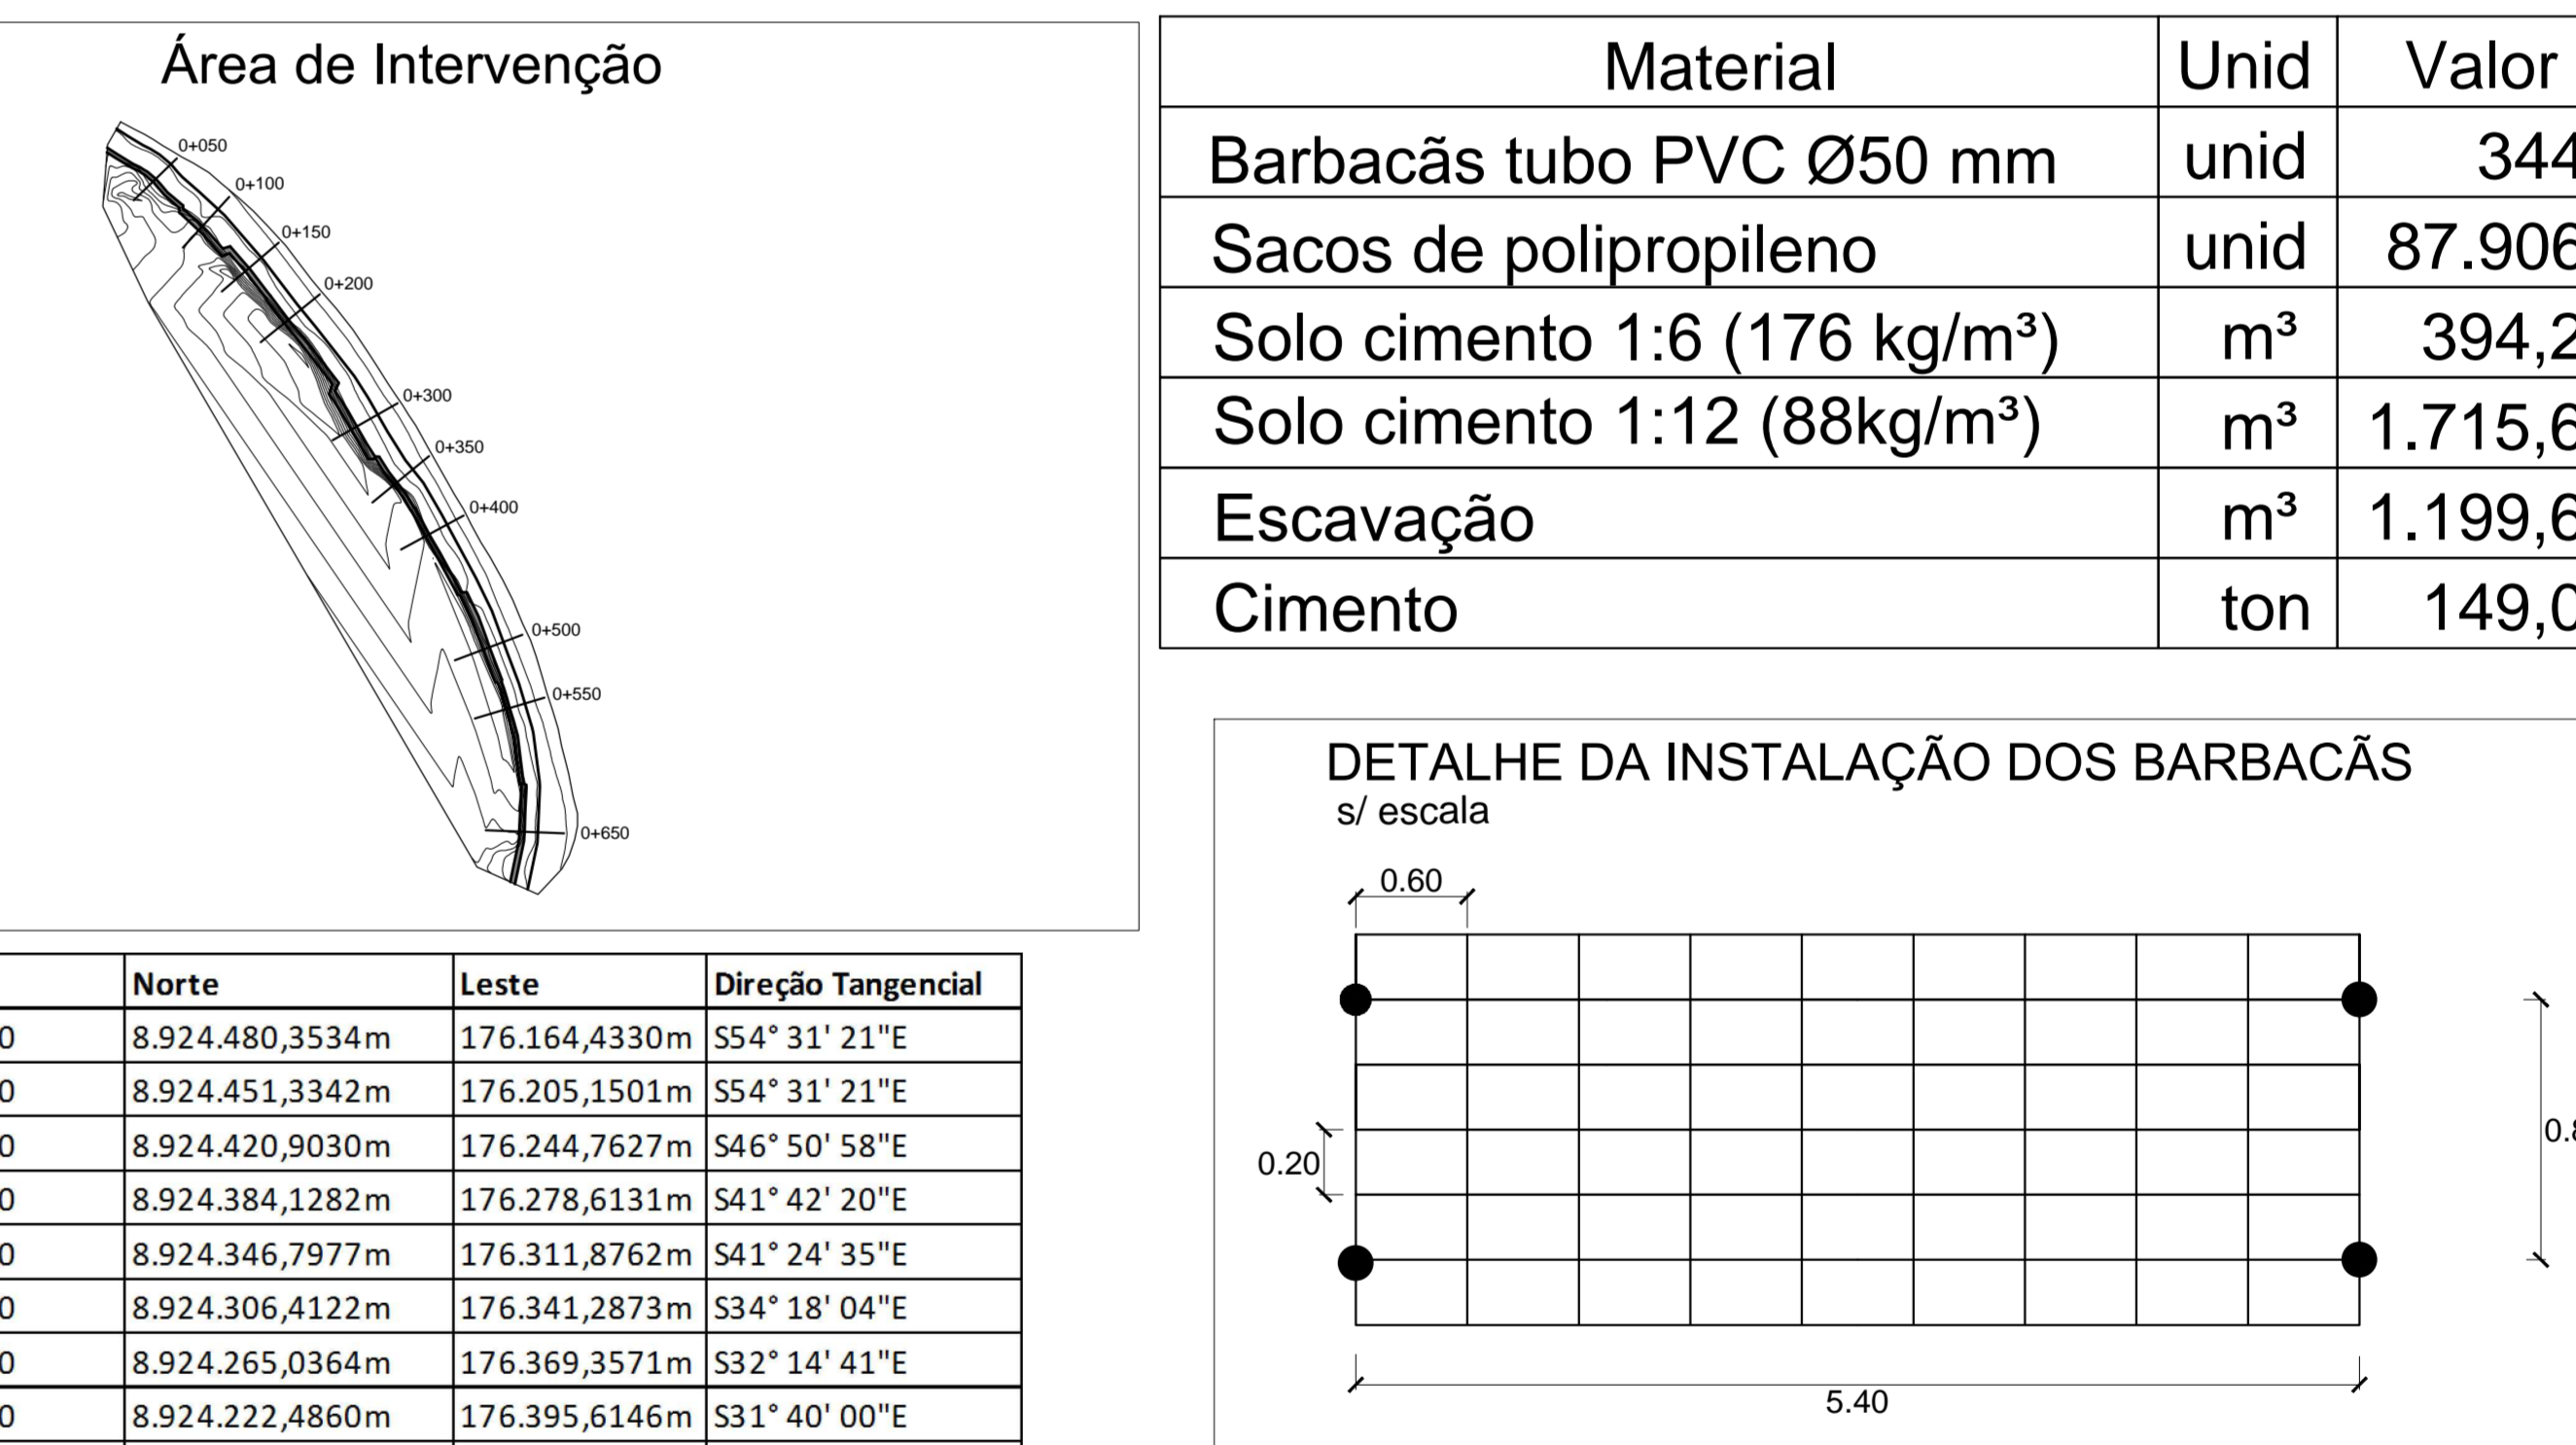 Área de Intervenção
0+050
0+100
0+150
0+200
0+300
0+350
0+400
0+500
0+550
0+650
Material Unid Valor
Barbacãs tubo PVC Ø50 mm unid 344
Sacos de polipropileno unid 87.906
Solo cimento 1:6 (176 kg/m³) m³ 394,2
Solo cimento 1:12 (88kg/m³) m³ 1.715,6
Escavação m³ 1.199,6
Cimento ton 149,0
Norte Leste Direção Tangencial
0 8.924.480,3534m 176.164,4330m S54° 31' 21"E
0 8.924.451,3342m 176.205,1501m S54° 31' 21"E
0 8.924.420,9030m 176.244,7627m S46° 50' 58"E
0 8.924.384,1282m 176.278,6131m S41° 42' 20"E
0 8.924.346,7977m 176.311,8762m S41° 24' 35"E
0 8.924.306,4122m 176.341,2873m S34° 18' 04"E
0 8.924.265,0364m 176.369,3571m S32° 14' 41"E
0 8.924.222,4860m 176.395,6146m S31° 40' 00"E
DETALHE DA INSTALAÇÃO DOS BARBACÃS
s/ escala
0.60
0.20
5.40